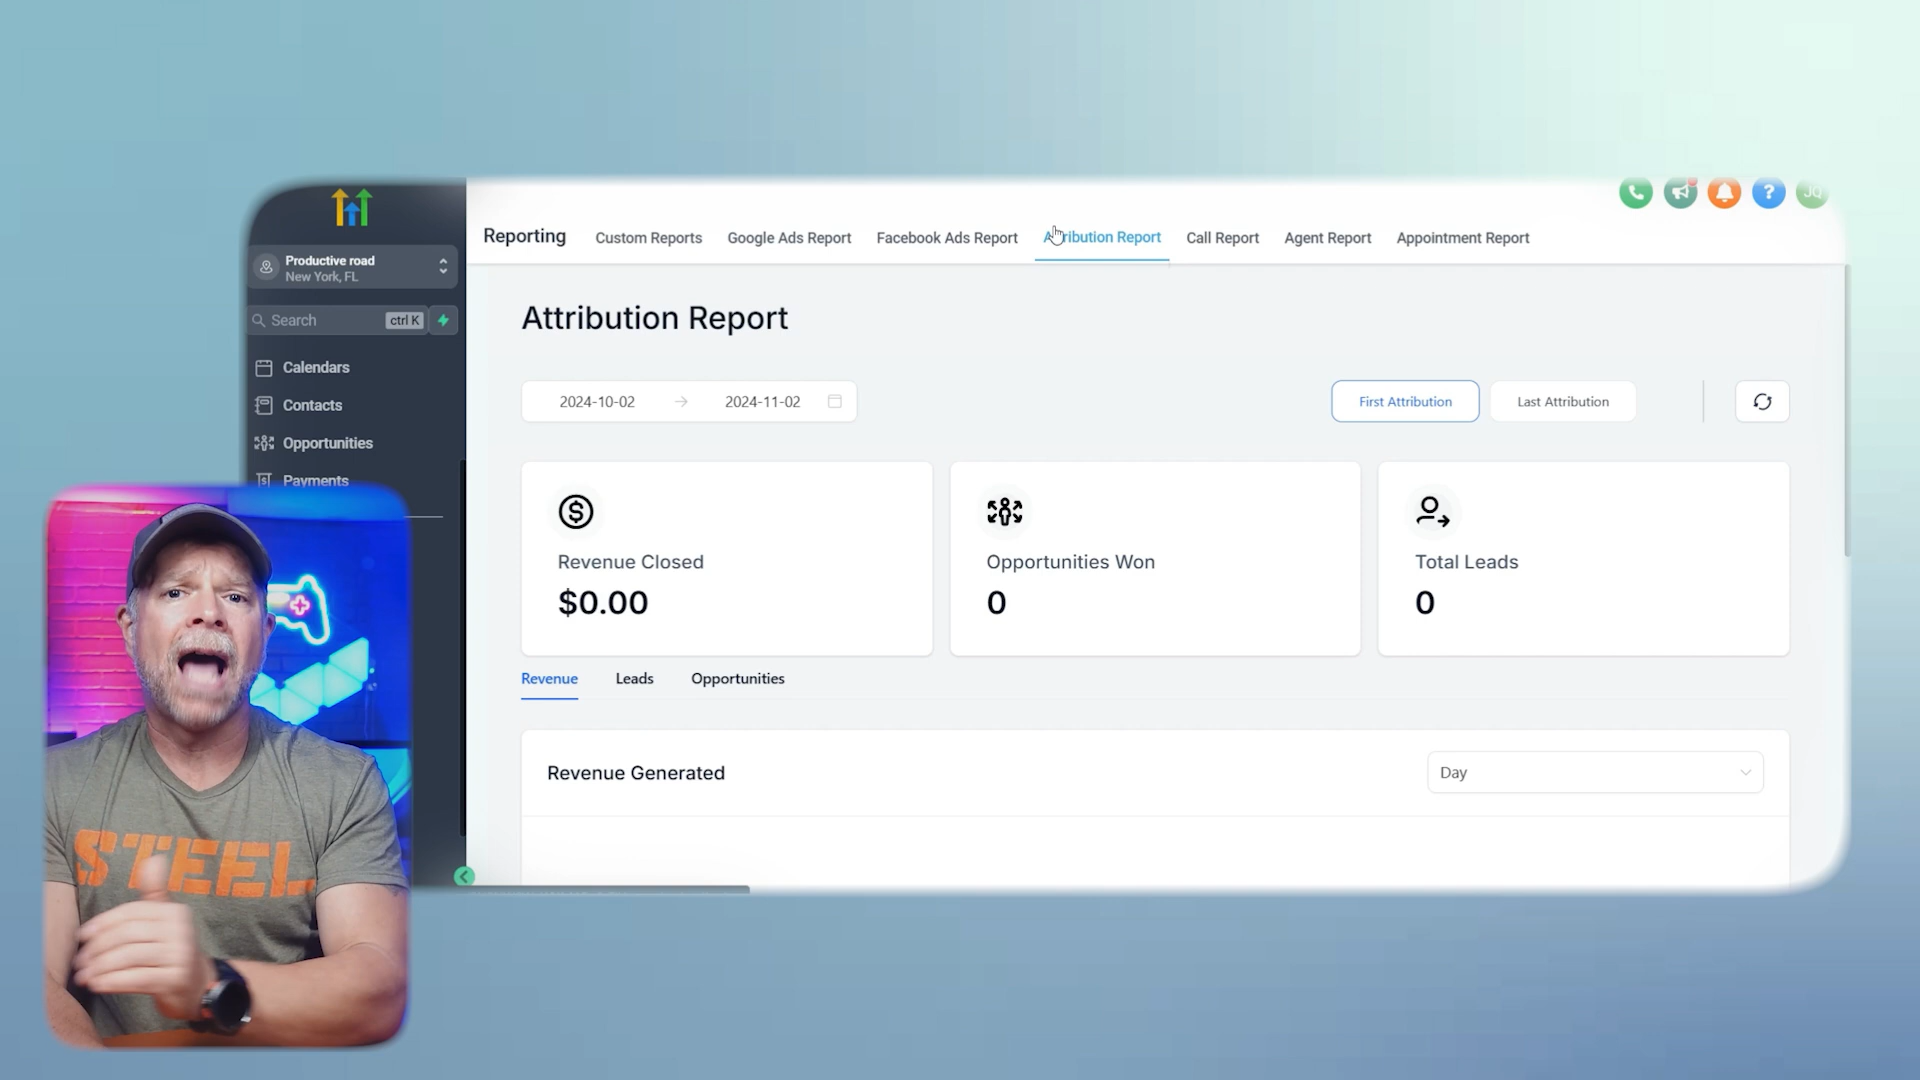 Productive road
New York, FL
Search
ctrl K
Calendars
Contacts
Opportunities
Payments
Reporting
Custom Reports
Google Ads Report
Facebook Ads Report
Attribution Report
Call Report
Agent Report
Appointment Report
JQ
Attribution Report
2024-10-02
2024-11-02
First Attribution
Last Attribution
Revenue Closed
$0.00
Opportunities Won
0
Total Leads
0
Revenue
Leads
Opportunities
Revenue Generated
Day
STEEL